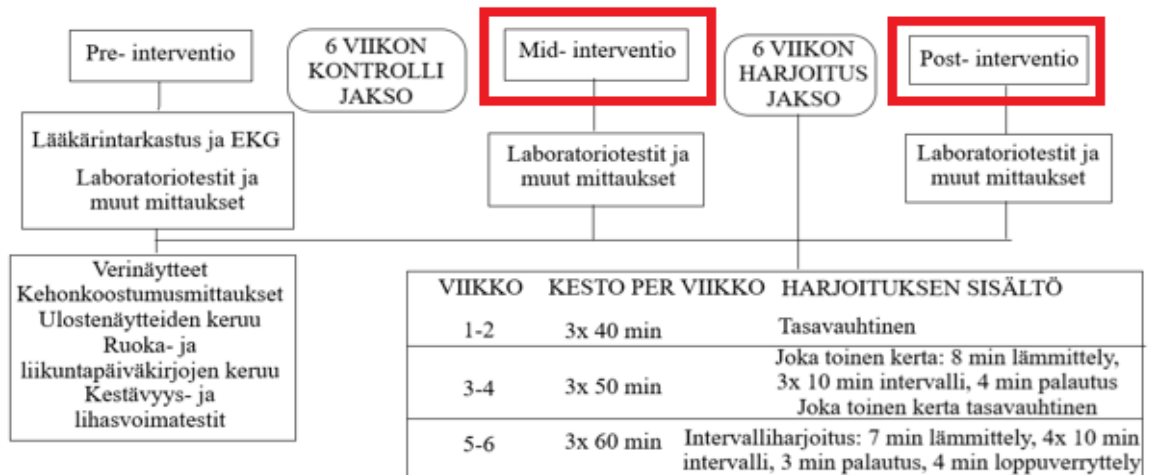 Pre- interventio
6 VIIKON
KONTROLLI
JAKSO
Mid- interventio
6 VIIKON
HARJOITUS
JAKSO
Post- interventio
Lääkärintarkastus ja EKG
Laboratoriotestit ja
muut mittaukset
Laboratoriotestit ja
muut mittaukset
Laboratoriotestit ja
muut mittaukset
Verinäytteet
Kehonkoostumusmittaukset
Ulostenäytteiden keruu
Ruoka- ja
liikuntapäiväkirjojen keruu
Kestävyys- ja
lihasvoimatestit
VIIKKO KESTO PER VIIKKO HARJOITUKSEN SISÄLTÖ
1-2 3x 40 min Tasavauhtinen
3-4 3x 50 min Joka toinen kerta: 8 min lämmittely,
3x 10 min intervalli, 4 min palautus
Joka toinen kerta tasavauhtinen
5-6 3x 60 min Intervalliharjoitus: 7 min lämmittely, 4x 10 min
intervalli, 3 min palautus, 4 min loppuverryttely